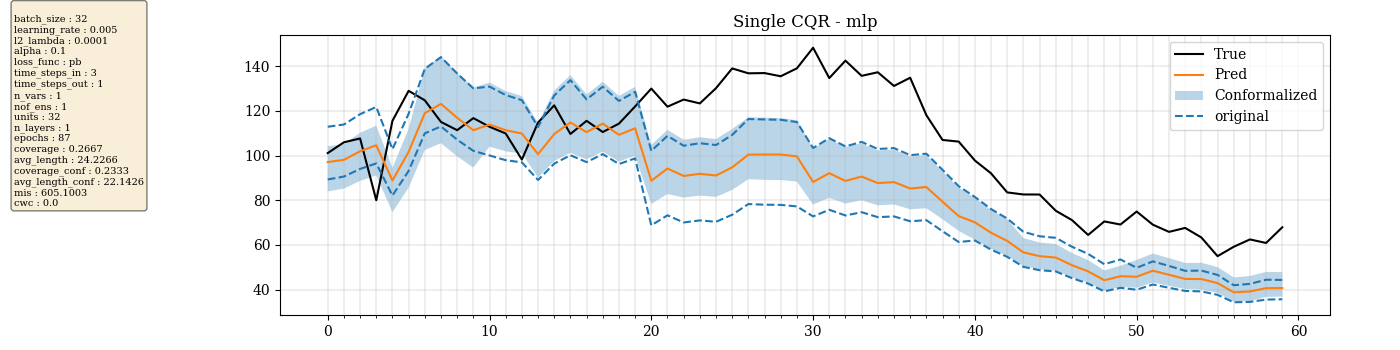 batch_size : 32
learning_rate : 0.005
l2_lambda : 0.0001
alpha : 0.1
loss_func : pb
time_steps_in : 3
time_steps_out : 1
n_vars : 1
nof_ens : 1
units : 32
n_layers : 1
epochs : 87
coverage : 0.2667
avg_length : 24.2266
coverage_conf : 0.2333
avg_length_conf : 22.1426
mis : 605.1003
cwc : 0.0
Single CQR - mlp
True
Pred
Conformalized
original
140
120
100
80
60
40
0 10 20 30 40 50 60